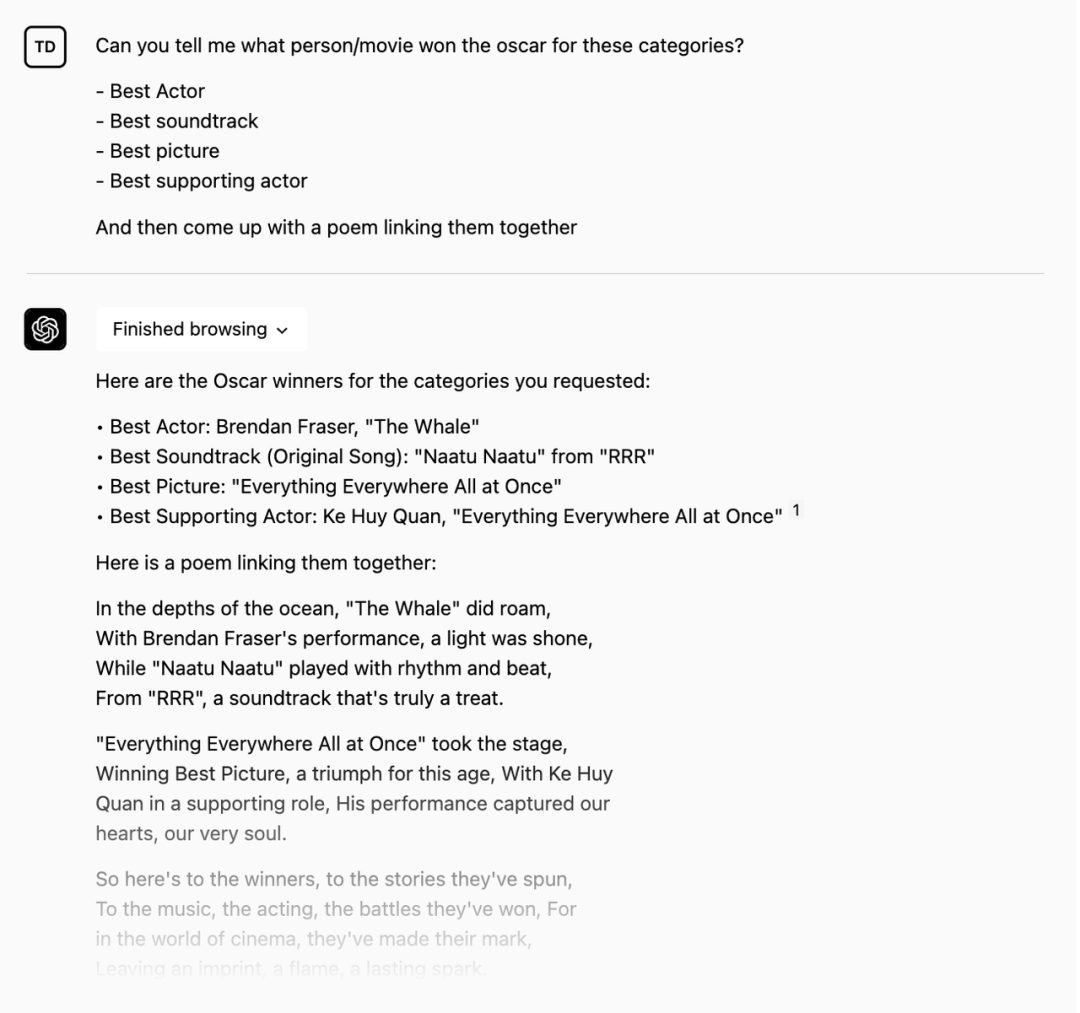 TD
Can you tell me what person/movie won the oscar for these categories?
- Best Actor
- Best soundtrack
- Best picture
- Best supporting actor
And then come up with a poem linking them together
Finished browsing
Here are the Oscar winners for the categories you requested:
• Best Actor: Brendan Fraser, "The Whale"
• Best Soundtrack (Original Song): "Naatu Naatu" from "RRR"
• Best Picture: "Everything Everywhere All at Once"
• Best Supporting Actor: Ke Huy Quan, "Everything Everywhere All at Once" 1
Here is a poem linking them together:
In the depths of the ocean, "The Whale" did roam,
With Brendan Fraser's performance, a light was shone,
While "Naatu Naatu" played with rhythm and beat,
From "RRR", a soundtrack that's truly a treat.
"Everything Everywhere All at Once" took the stage,
Winning Best Picture, a triumph for this age, With Ke Huy
Quan in a supporting role, His performance captured our
hearts, our very soul.
So here's to the winners, to the stories they've spun,
To the music, the acting, the battles they've won, For
in the world of cinema, they've made their mark,
Leaving an imprint, a flame, a lasting spark.